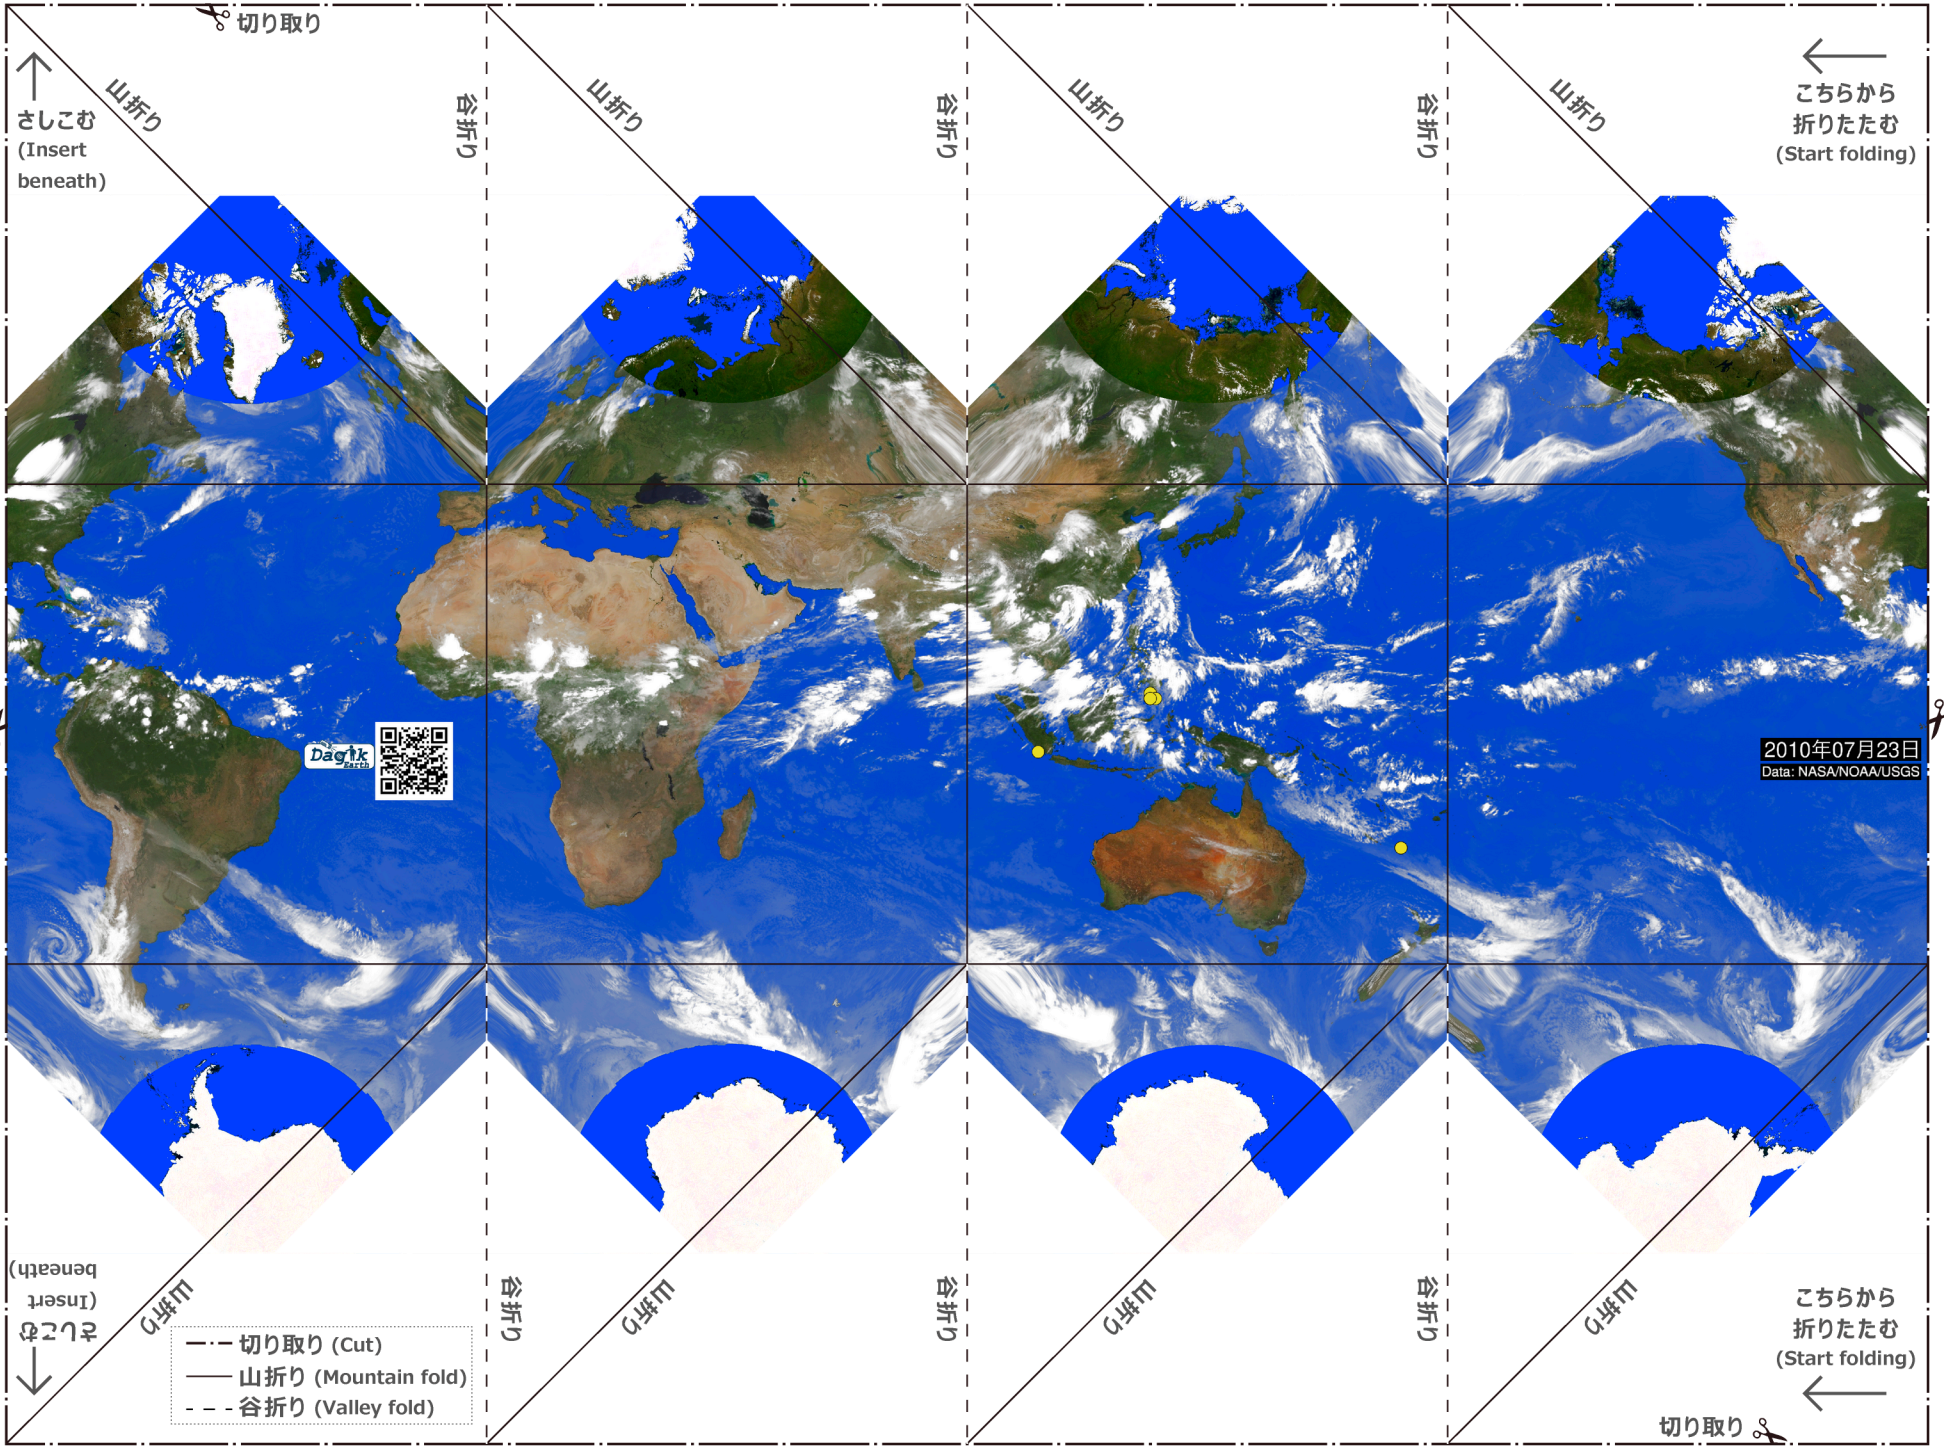 切り取り
さしこむ
(Insert
beneath)
山折り
谷折り
山折り
谷折り
山折り
谷折り
山折り
こちらから
折りたたむ
(Start folding)
Dagik
Earth
2010年07月23日
Data: NASA/NOAA/USGS
さしこむ
(Insert
beneath)
山折り
谷折り
山折り
谷折り
山折り
谷折り
山折り
こちらから
折りたたむ
(Start folding)
切り取り (Cut)
山折り (Mountain fold)
谷折り (Valley fold)
切り取り